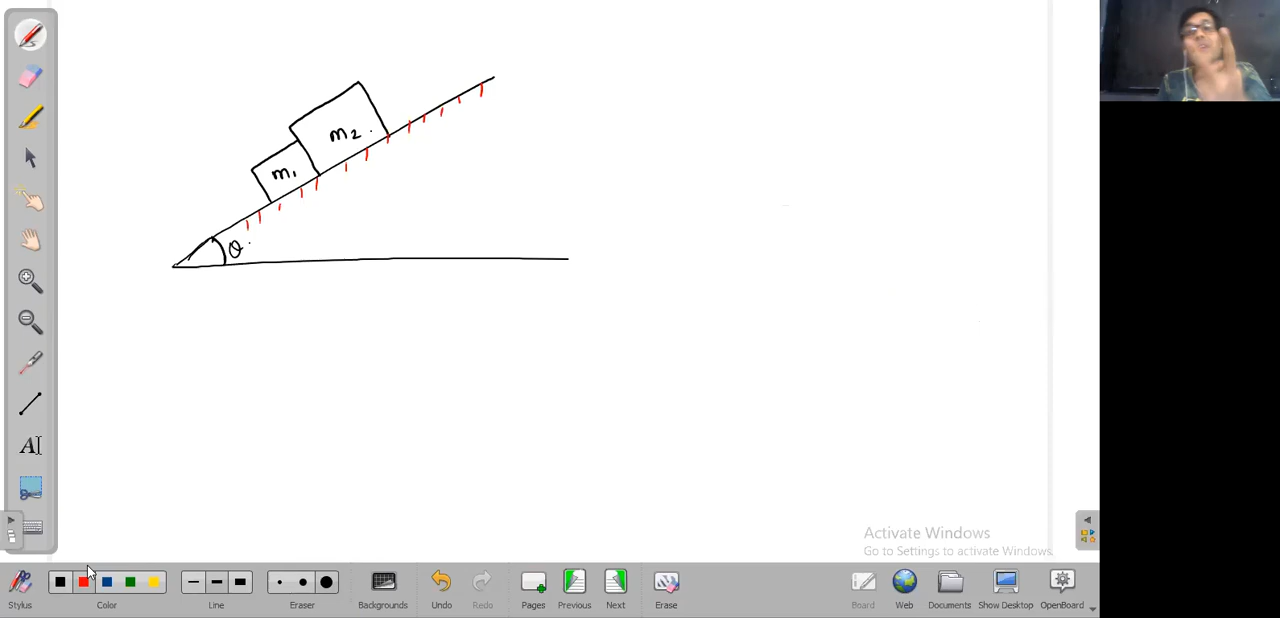 m2
m1
θ
A
Activate Windows
Go to Settings to activate Windows.
Stylus
Color
Line
Eraser
Backgrounds
Undo
Redo
Pages
Previous
Next
Erase
Board
Web
Documents
Show Desktop
OpenBoard